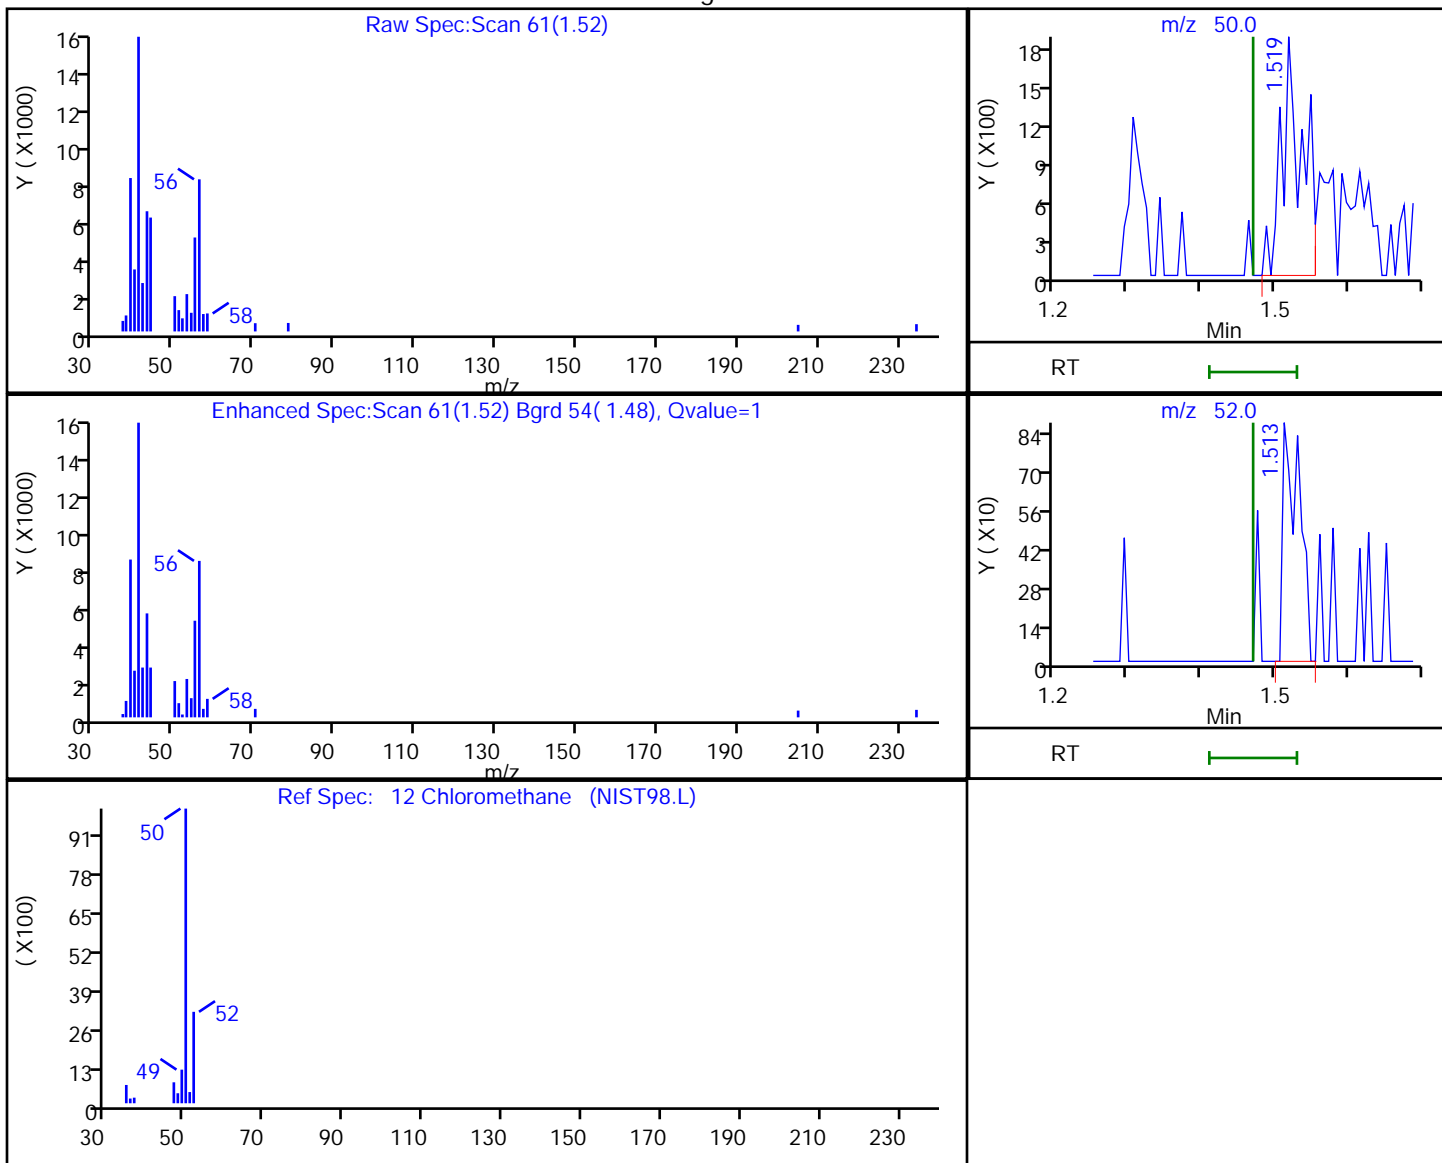 Raw Spec:Scan 61(1.52)
Y ( X1000)
16
14
12
10
8
6
4
2
0
56
58
30 50 70 90 110 130 150 170 190 210 230
m/z
m/z 50.0
Y ( X100)
18
15
12
9
6
3
0
1.519
1.2 1.5
Min
RT
Enhanced Spec:Scan 61(1.52) Bgrd 54( 1.48), Qvalue=1
Y ( X1000)
16
14
12
10
8
6
4
2
0
56
58
30 50 70 90 110 130 150 170 190 210 230
m/z
m/z 52.0
Y ( X10)
84
70
56
42
28
14
0
1.513
1.2 1.5
Min
RT
Ref Spec: 12 Chloromethane (NIST98.L)
( X100)
91
78
65
52
39
26
13
0
50
52
49
30 50 70 90 110 130 150 170 190 210 230